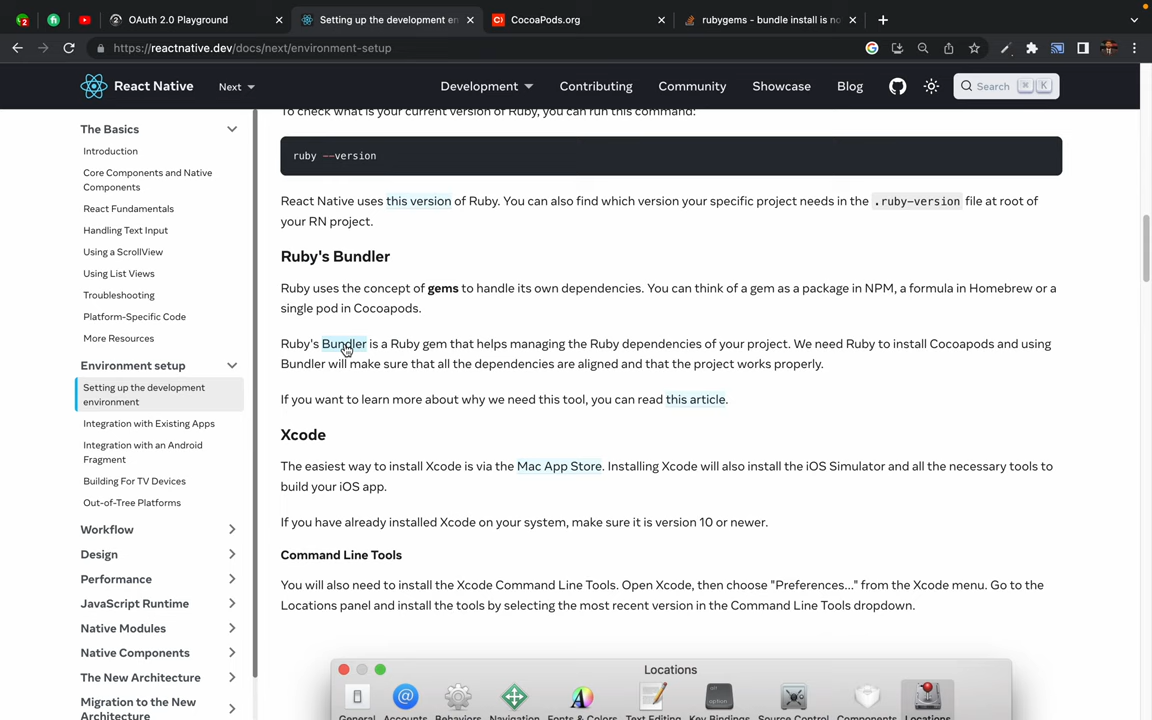 OAuth 2.0 Playground
Setting up the development en
CocoaPods.org
rubygems - bundle install is no
https://reactnative.dev/docs/next/environment-setup
React Native
Next
Development
Contributing
Community
Showcase
Blog
Search ⌘ K
The Basics
Introduction
Core Components and Native
Components
React Fundamentals
Handling Text Input
Using a ScrollView
Using List Views
Troubleshooting
Platform-Specific Code
More Resources
Environment setup
Setting up the development
environment
Integration with Existing Apps
Integration with an Android
Fragment
Building For TV Devices
Out-of-Tree Platforms
Workflow
Design
Performance
JavaScript Runtime
Native Modules
Native Components
The New Architecture
Migration to the New
Architecture
To check what is your current version of Ruby, you can run this command:
ruby --version
React Native uses this version of Ruby. You can also find which version your specific project needs in the .ruby-version file at root of
your RN project.
Ruby's Bundler
Ruby uses the concept of gems to handle its own dependencies. You can think of a gem as a package in NPM, a formula in Homebrew or a
single pod in Cocoapods.
Ruby's Bundler is a Ruby gem that helps managing the Ruby dependencies of your project. We need Ruby to install Cocoapods and using
Bundler will make sure that all the dependencies are aligned and that the project works properly.
If you want to learn more about why we need this tool, you can read this article.
Xcode
The easiest way to install Xcode is via the Mac App Store. Installing Xcode will also install the iOS Simulator and all the necessary tools to
build your iOS app.
If you have already installed Xcode on your system, make sure it is version 10 or newer.
Command Line Tools
You will also need to install the Xcode Command Line Tools. Open Xcode, then choose "Preferences..." from the Xcode menu. Go to the
Locations panel and install the tools by selecting the most recent version in the Command Line Tools dropdown.
Locations
General Accounts Behaviors Navigation Fonts & Colors Text Editing Key Bindings Source Control Components Locations